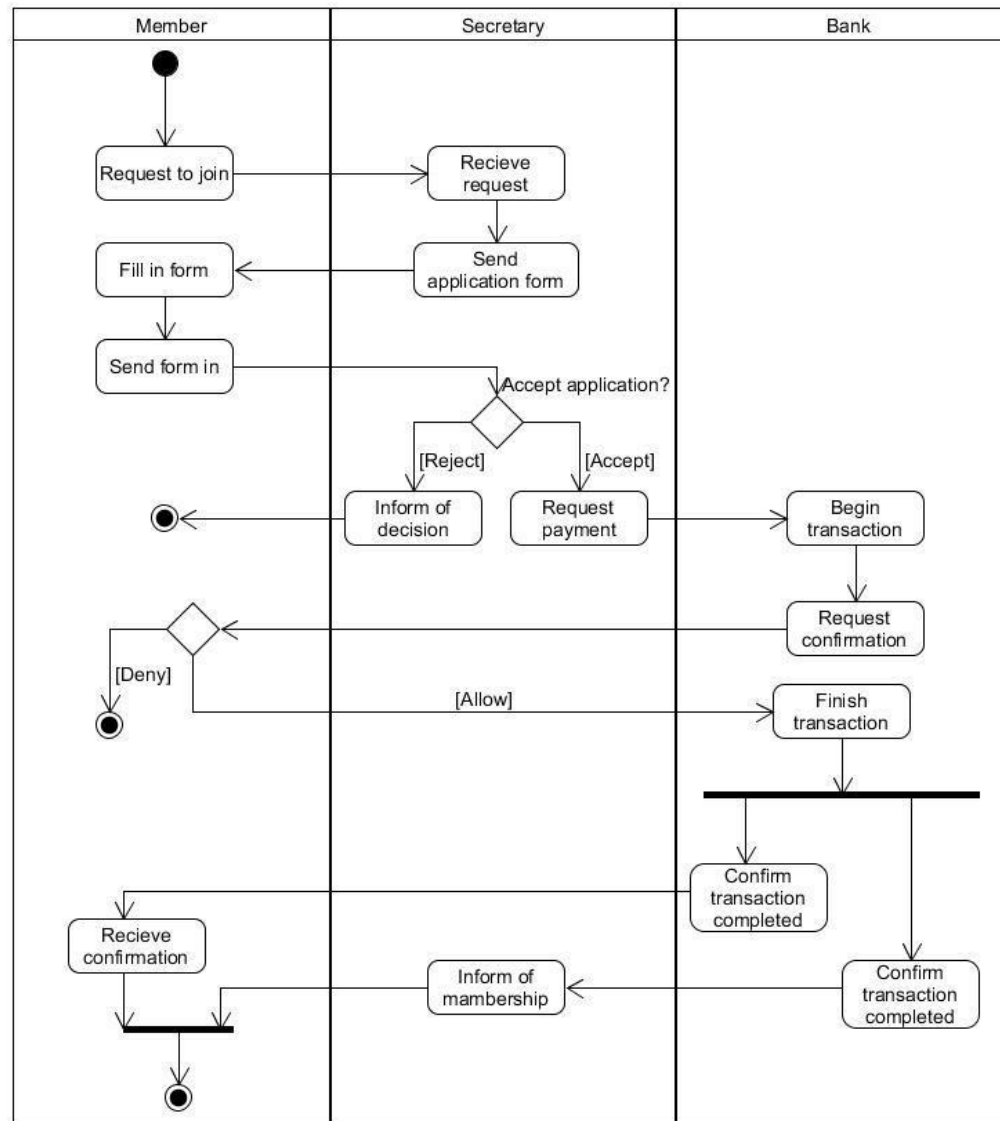 Member
Secretary
Bank
Request to join
Recieve
request
Fill in form
Send
application form
Send form in
Accept application?
[Reject]
[Accept]
Inform of
decision
Request
payment
Begin
transaction
Request
confirmation
[Deny]
[Allow]
Finish
transaction
Confirm
transaction
completed
Recieve
confirmation
Inform of
mambership
Confirm
transaction
completed